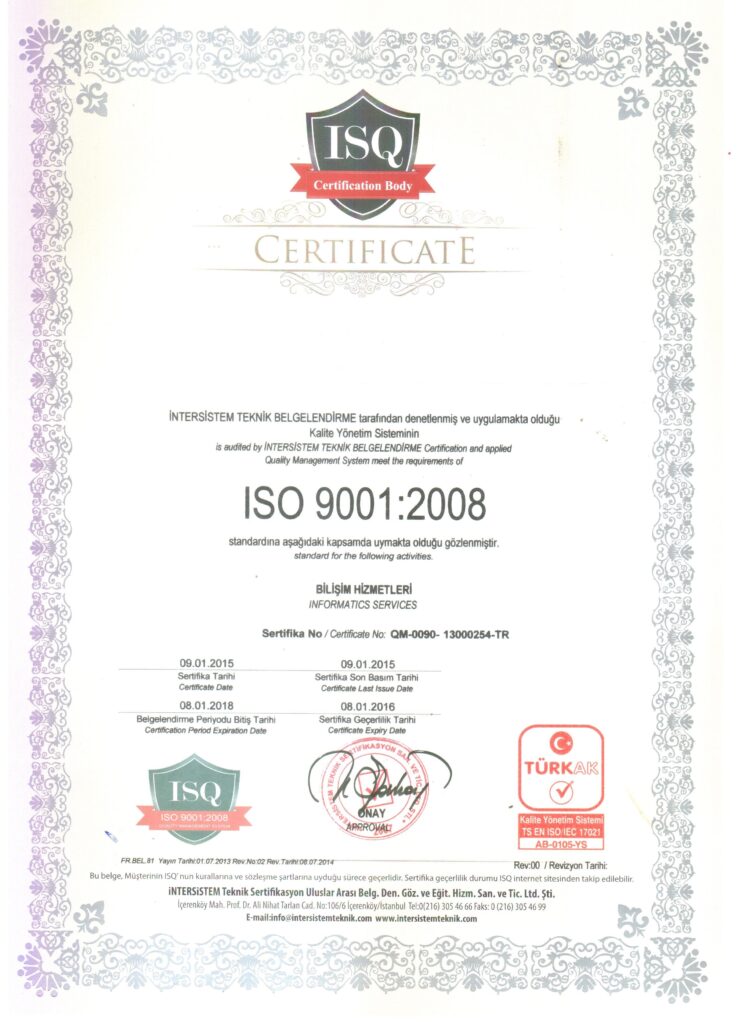 ISQ
Certification Body
CERTIFICATE
İNTERSİSTEM TEKNİK BELGELENDİRME tarafından denetlenmiş ve uygulamakta olduğu
Kalite Yönetim Sisteminin
is audited by İNTERSİSTEM TEKNİK BELGELENDİRME Certification and applied
Quality Management System meet the requirements of
ISO 9001:2008
standardına aşağıdaki kapsamda uymakta olduğu gözlenmiştir.
standard for the following activities.
BİLİŞİM HİZMETLERİ
INFORMATICS SERVICES
Sertifika No / Certificate No: QM-0090- 13000254-TR
09.01.2015 09.01.2015
Sertifika Tarihi Sertifika Son Basım Tarihi
Certificate Date Certificate Last Issue Date
08.01.2018 08.01.2016
Belgelendirme Periyodu Bitiş Tarihi Sertifika Geçerlilik Tarihi
Certification Period Expiration Date Certificate Expiry Date
ISQ
ISO 9001:2008
QUALITY MANAGEMENT SYSTEM
ONAY
APPROVAL
TÜRKAK
Kalite Yönetim Sistemi
TS EN ISO/IEC 17021
AB-0105-YS
FR.BEL.81 Yayın Tarihi:01.07.2013 Rev.No:02 Rev.Tarihi:08.07.2014
Rev:00 / Revizyon Tarihi:
Bu belge, Müşterinin ISQ' nun kurallarına ve sözleşme şartlarına uyduğu sürece geçerlidir. Sertifika geçerlilik durumu ISQ internet sitesinden takip edilebilir.
iNTERSiSTEM Teknik Sertifikasyon Uluslar Arası Belg. Den. Göz. ve Eğit. Hizm. San. ve Tic. Ltd. Şti.
İçerenköy Mah. Prof. Dr. Ali Nihat Tarlan Cad. No:106/6 İçerenköy/İstanbul Tel:0(216) 305 46 66 Faks: 0 (216) 305 46 99
E-mail:info@intersistemteknik.com www.intersistemteknik.com